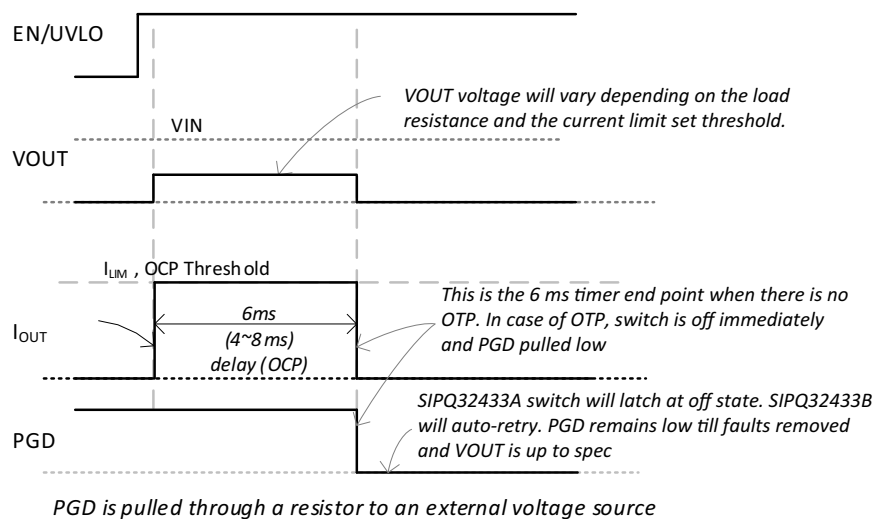 EN/UVLO
VOUT voltage will vary depending on the load
resistance and the current limit set threshold.
VIN
VOUT
ILIM , OCP Threshold
This is the 6 ms timer end point when there is no
OTP. In case of OTP, switch is off immediately
and PGD pulled low
6ms
(4~8 ms)
delay (OCP)
IOUT
SIPQ32433A switch will latch at off state. SIPQ32433B
will auto-retry. PGD remains low till faults removed
and VOUT is up to spec
PGD
PGD is pulled through a resistor to an external voltage source